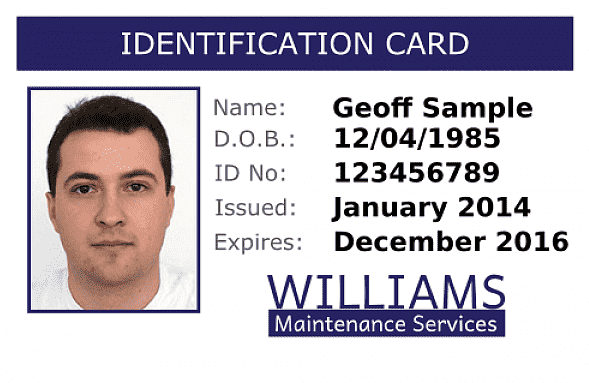 IDENTIFICATION CARD
Name: Geoff Sample
D.O.B.: 12/04/1985
ID No: 123456789
Issued: January 2014
Expires: December 2016
WILLIAMS
Maintenance Services